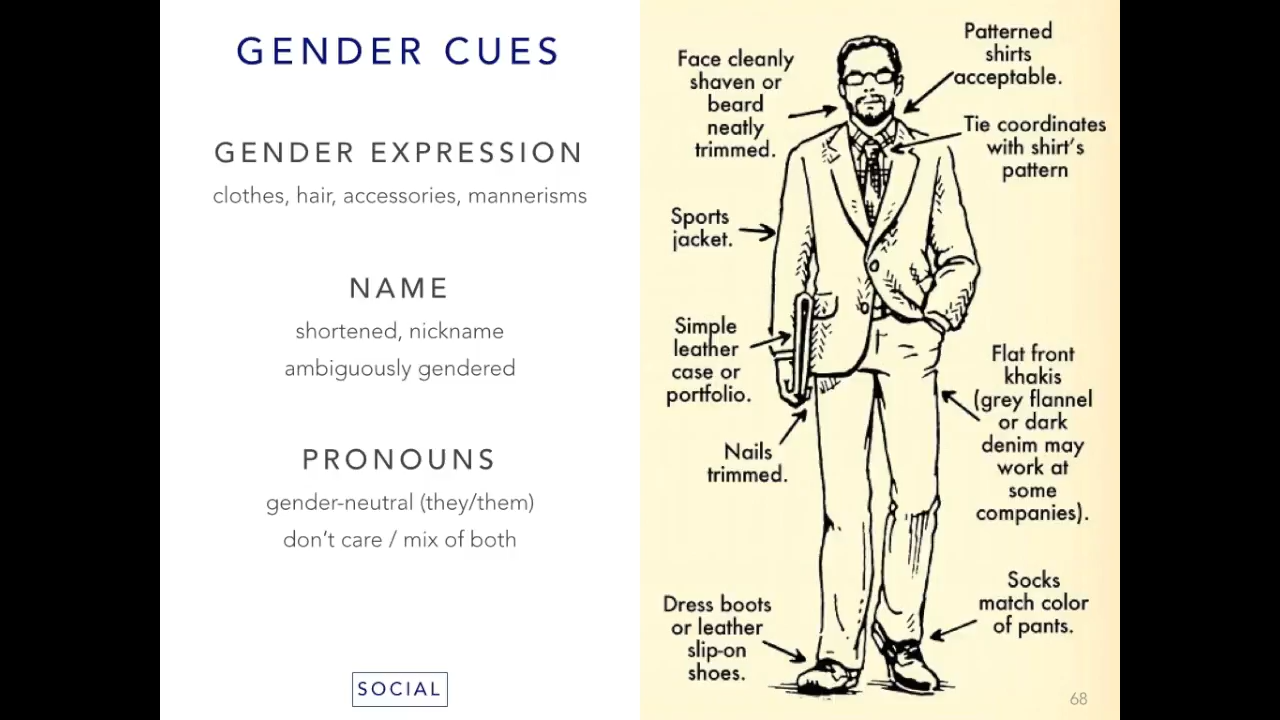 GENDER CUES
GENDER EXPRESSION
clothes, hair, accessories, mannerisms
NAME
shortened, nickname
ambiguously gendered
PRONOUNS
gender-neutral (they/them)
don't care / mix of both
SOCIAL
Face cleanly
shaven or
beard
neatly
trimmed.
Patterned
shirts
acceptable.
Tie coordinates
with shirt's
pattern
Sports
jacket.
Simple
leather
case or
portfolio.
Nails
trimmed.
Flat front
khakis
(grey flannel
or dark
denim may
work at
some
companies).
Dress boots
or leather
slip-on
shoes.
Socks
match color
of pants.
68